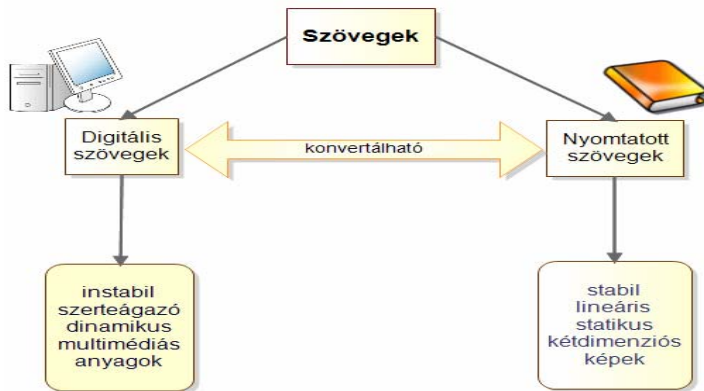 Szövegek
Digitális
szövegek
konvertálható
Nyomtatott
szövegek
instabil
szerteágazó
dinamikus
multimédiás
anyagok
stabil
lineáris
statikus
kétdimenziós
képek